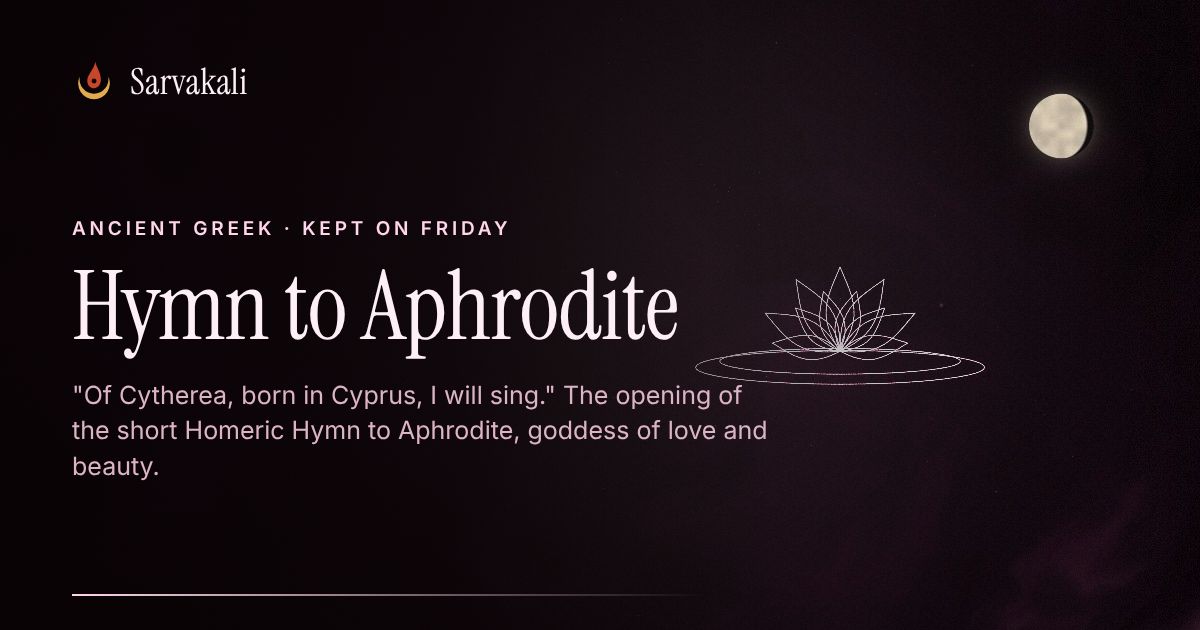 Sarvakali
ANCIENT GREEK · KEPT ON FRIDAY
Hymn to Aphrodite
"Of Cytherea, born in Cyprus, I will sing." The opening of
the short Homeric Hymn to Aphrodite, goddess of love and
beauty.